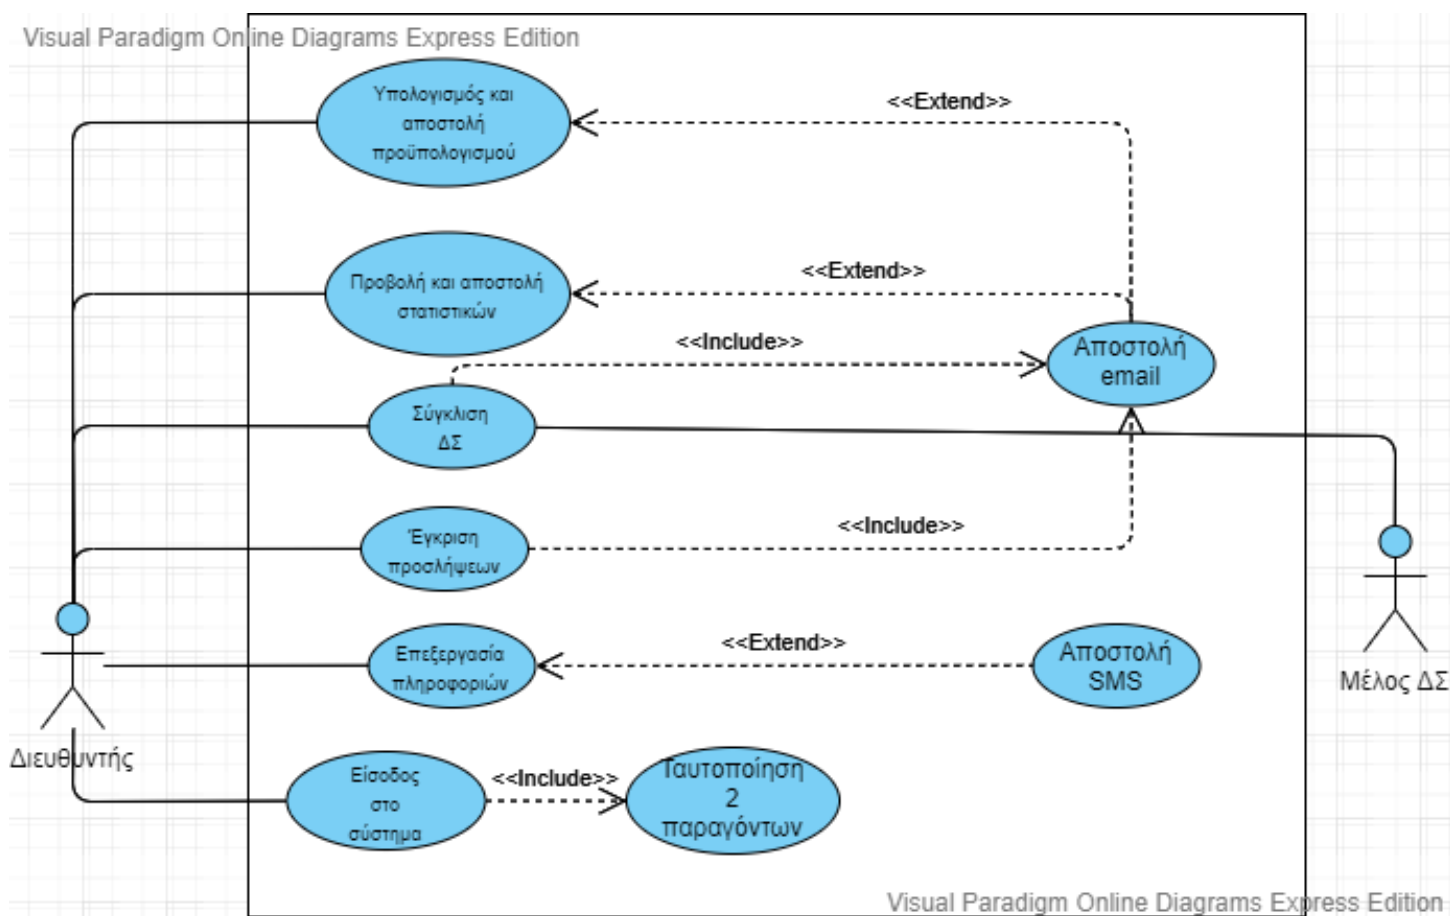 Visual Paradigm Online Diagrams Express Edition
Υπολογισμός και
αποστολή
προϋπολογισμού
<<Extend>>
Προβολή και αποστολή
στατιστικών
<<Extend>>
<<Include>>
Αποστολή
email
Σύγκλιση
ΔΣ
Έγκριση
προσλήψεων
<<Include>>
Επεξεργασία
πληροφοριών
<<Extend>>
Αποστολή
SMS
Μέλος ΔΣ
Διευθυντής
Είσοδος
στο
σύστημα
<<Include>>
Ταυτοποίηση
2
παραγόντων
Visual Paradigm Online Diagrams Express Edition